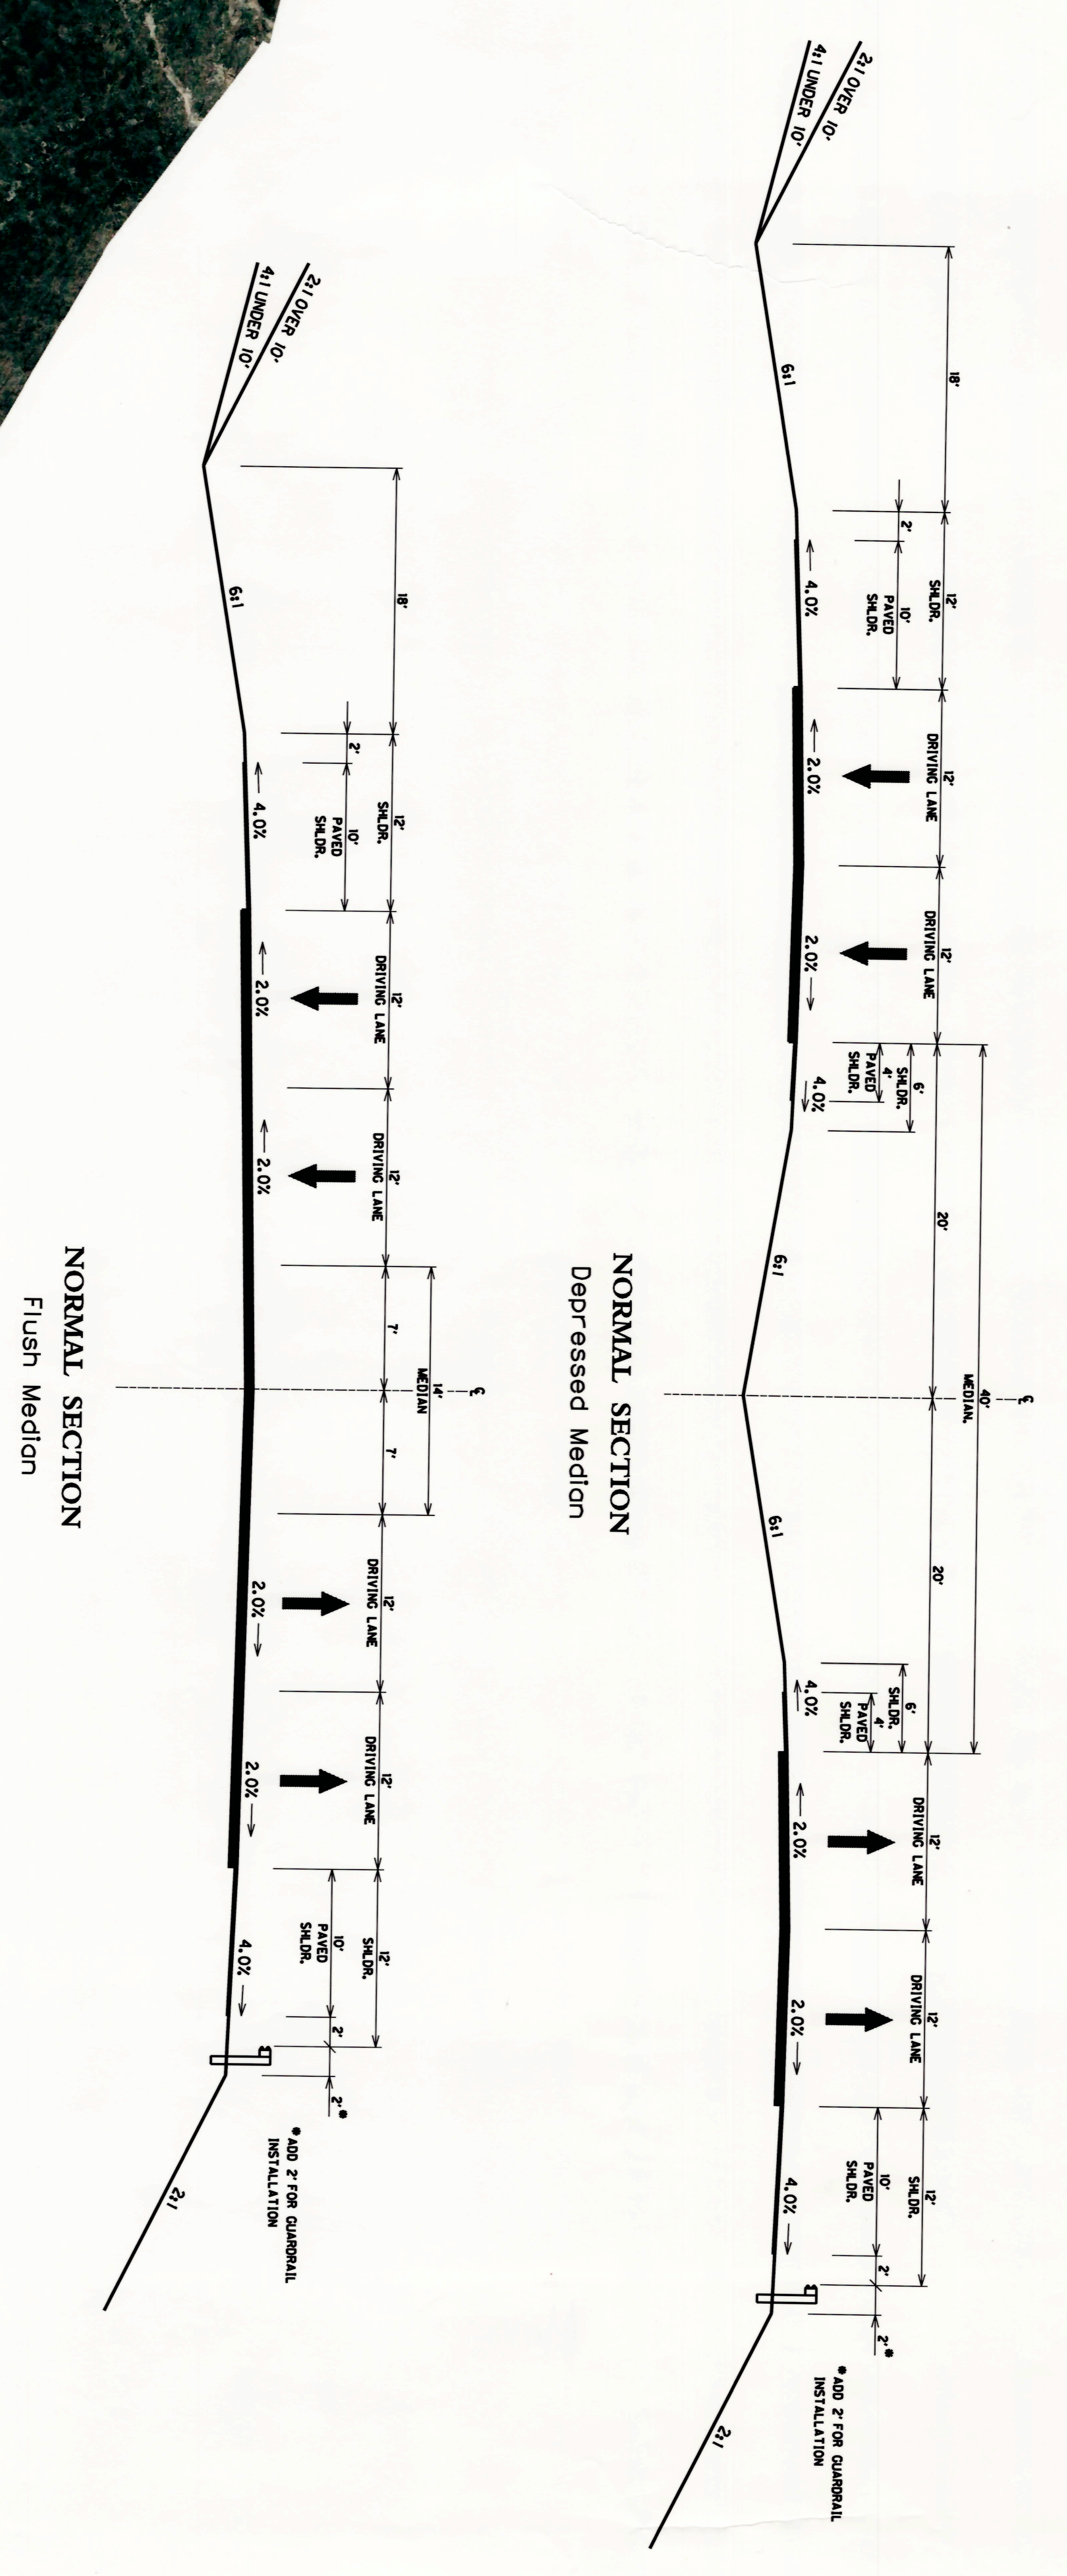 ℄
40'
MEDIAN.
18'
12'
SHLDR.
12'
DRIVING LANE
12'
DRIVING LANE
20'
20'
12'
DRIVING LANE
12'
DRIVING LANE
12'
SHLDR.
2'
10'
PAVED
SHLDR.
6'
SHLDR.
4'
PAVED
SHLDR.
6'
SHLDR.
4'
PAVED
SHLDR.
10'
PAVED
SHLDR.
2'
2'*
2:1 OVER 10'
4:1 UNDER 10'
6:1
4.0%
2.0%
2.0%
4.0%
6:1
6:1
4.0%
2.0%
2.0%
4.0%
*ADD 2' FOR GUARDRAIL
INSTALLATION
2:1
NORMAL SECTION
Depressed Median
℄
14'
MEDIAN
18'
12'
SHLDR.
12'
DRIVING LANE
12'
DRIVING LANE
7'
7'
12'
DRIVING LANE
12'
DRIVING LANE
12'
SHLDR.
2'
10'
PAVED
SHLDR.
10'
PAVED
SHLDR.
2'
2'*
2:1 OVER 10'
4:1 UNDER 10'
6:1
4.0%
2.0%
2.0%
2.0%
2.0%
4.0%
*ADD 2' FOR GUARDRAIL
INSTALLATION
2:1
NORMAL SECTION
Flush Median